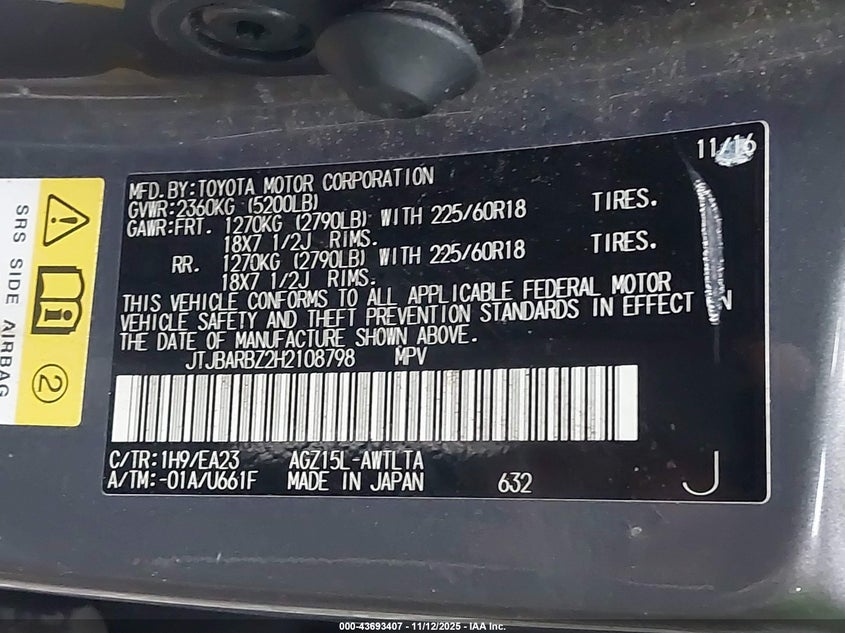 11/16
MFD. BY: TOYOTA MOTOR CORPORATION
GVWR: 2360KG (5200LB)
GAWR: FRT. 1270KG (2790LB) WITH 225/60R18 TIRES.
18X7 1/2J RIMS.
RR. 1270KG (2790LB) WITH 225/60R18 TIRES.
18X7 1/2J RIMS.
THIS VEHICLE CONFORMS TO ALL APPLICABLE FEDERAL MOTOR
VEHICLE SAFETY AND THEFT PREVENTION STANDARDS IN EFFECT ON
THE DATE OF MANUFACTURE SHOWN ABOVE.
JTJBARBZ2H2108798 MPV
C/TR: 1H9/EA23 AGZ15L-AWTLTA
A/TM: -01A/U661F MADE IN JAPAN 632 J
SRS SIDE AIRBAG
2
000-43693407 - 11/12/2025 - IAA Inc.